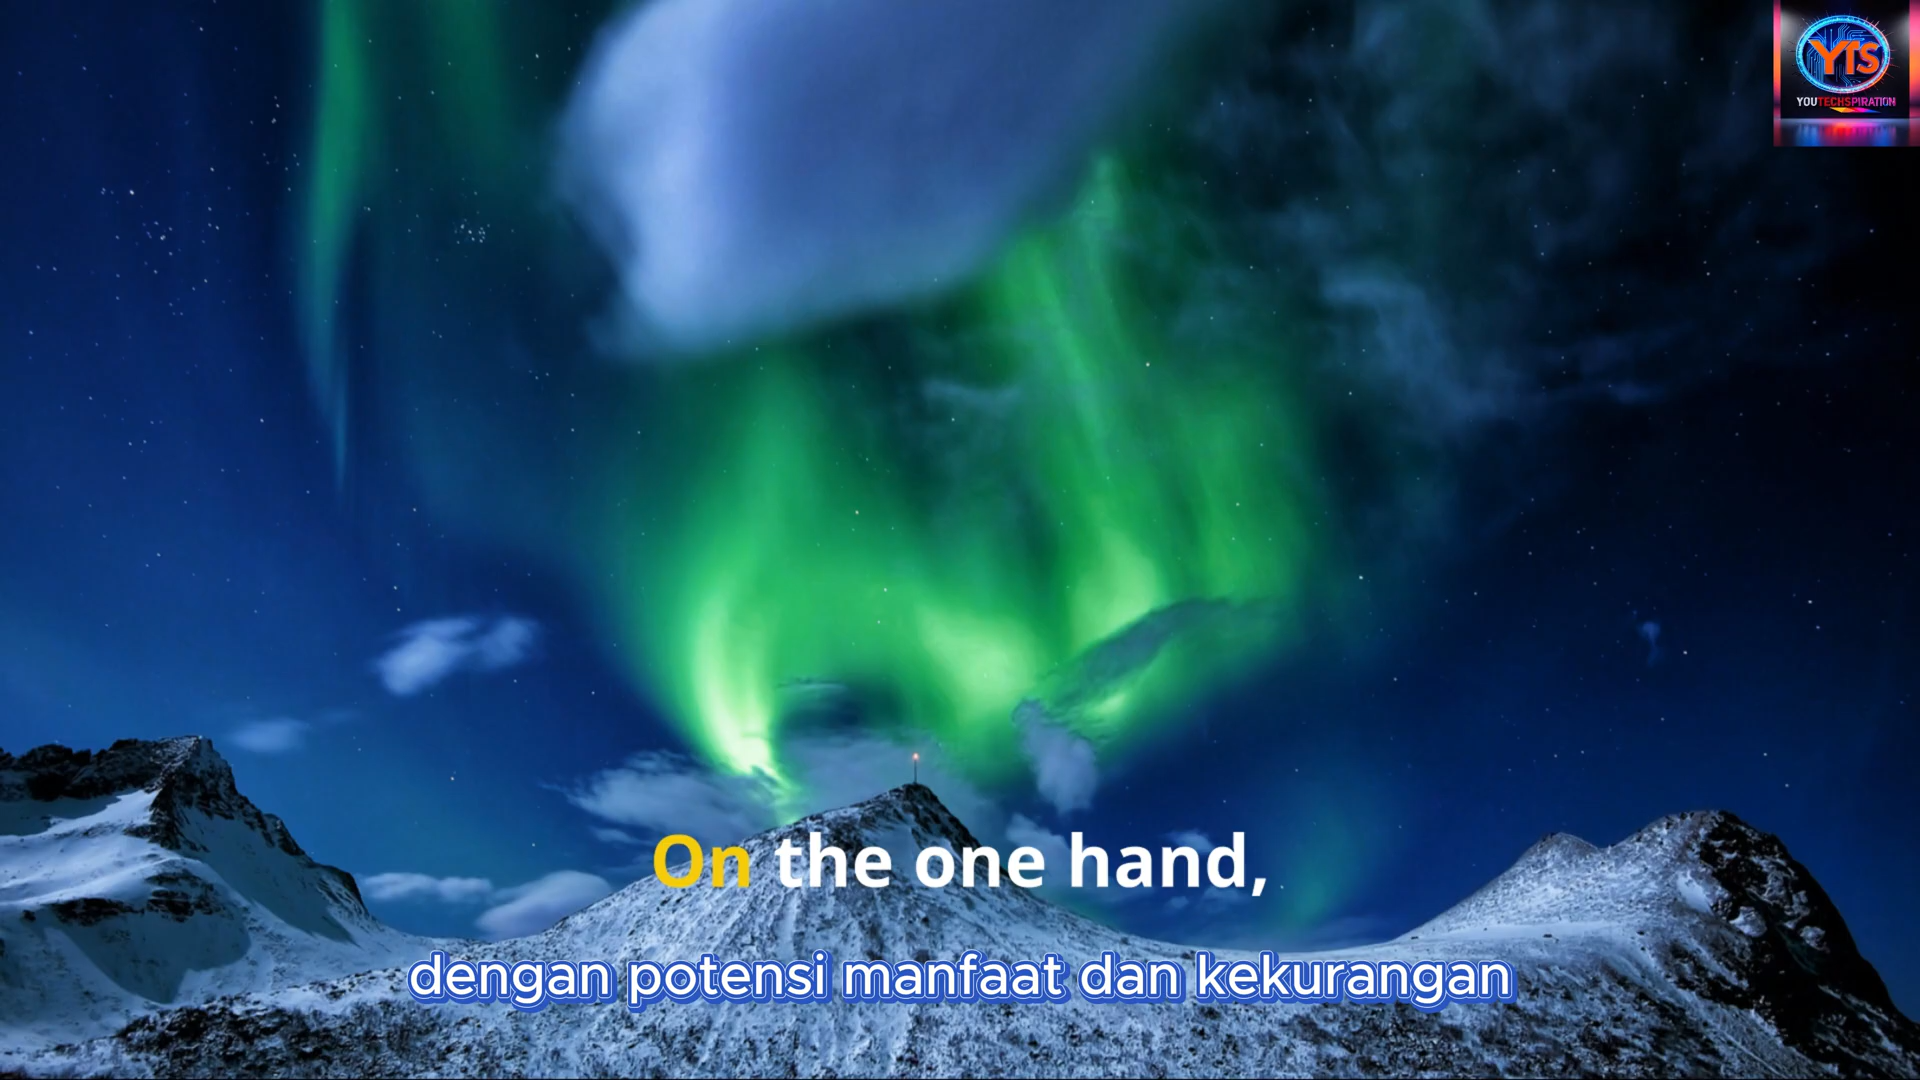 YTS
YOUTECHSPIRATION
On the one hand,
dengan potensi manfaat dan kekurangan